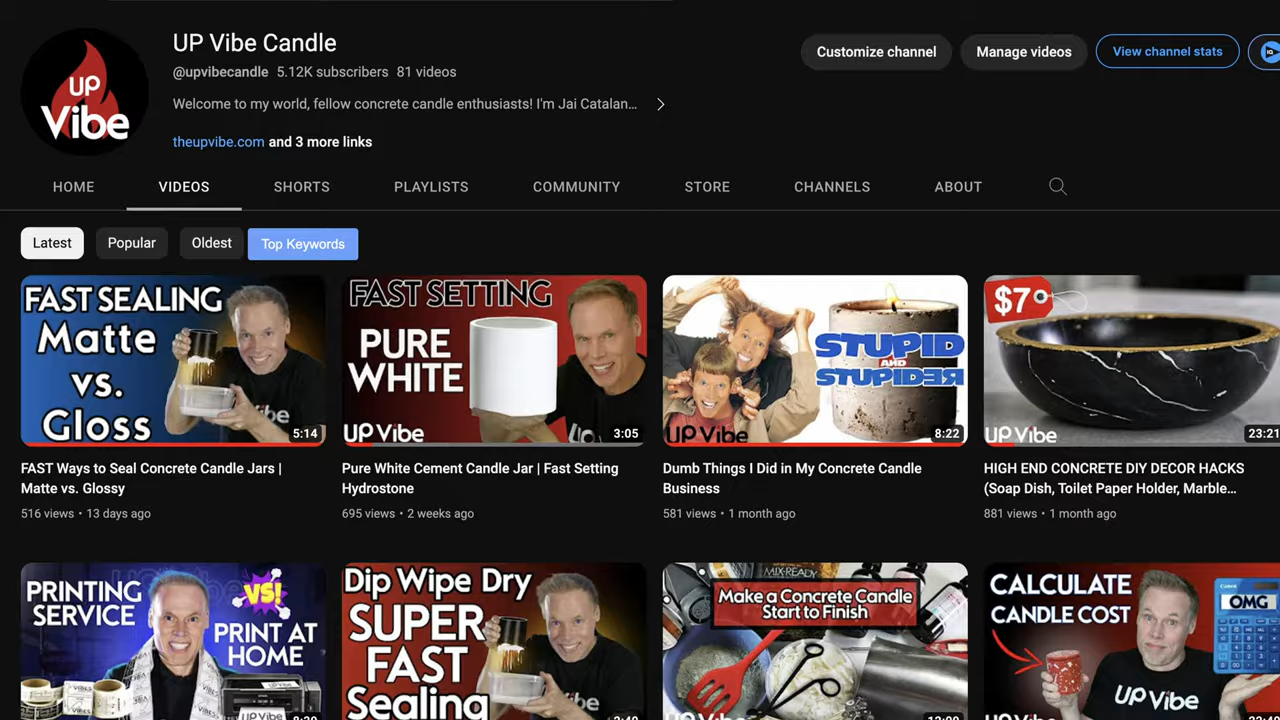 UP Vibe Candle
UP
Vibe
@upvibecandle 5.12K subscribers 81 videos
Welcome to my world, fellow concrete candle enthusiasts! I'm Jai Catalan...
theupvibe.com and 3 more links
Customize channel
Manage videos
View channel stats
HOME VIDEOS SHORTS PLAYLISTS COMMUNITY STORE CHANNELS ABOUT
Latest Popular Oldest Top Keywords
FAST SEALING
Matte
vs.
Gloss
5:14
FAST SETTING
PURE
WHITE
UP Vibe
3:05
STUPID
AND
STUPIDER
UP Vibe
8:22
$7
UP Vibe
23:21
FAST Ways to Seal Concrete Candle Jars |
Matte vs. Glossy
516 views • 13 days ago
Pure White Cement Candle Jar | Fast Setting
Hydrostone
695 views • 2 weeks ago
Dumb Things I Did in My Concrete Candle
Business
581 views • 1 month ago
HIGH END CONCRETE DIY DECOR HACKS
(Soap Dish, Toilet Paper Holder, Marble...
881 views • 1 month ago
PRINTING
SERVICE
VS!
PRINT AT
HOME
UP Vibe
Dip Wipe Dry
SUPER
FAST
Sealing
MIX-READY
Make a Concrete Candle
Start to Finish
UP Vibe
CALCULATE
CANDLE COST
Canon
OMG
UP Vibe